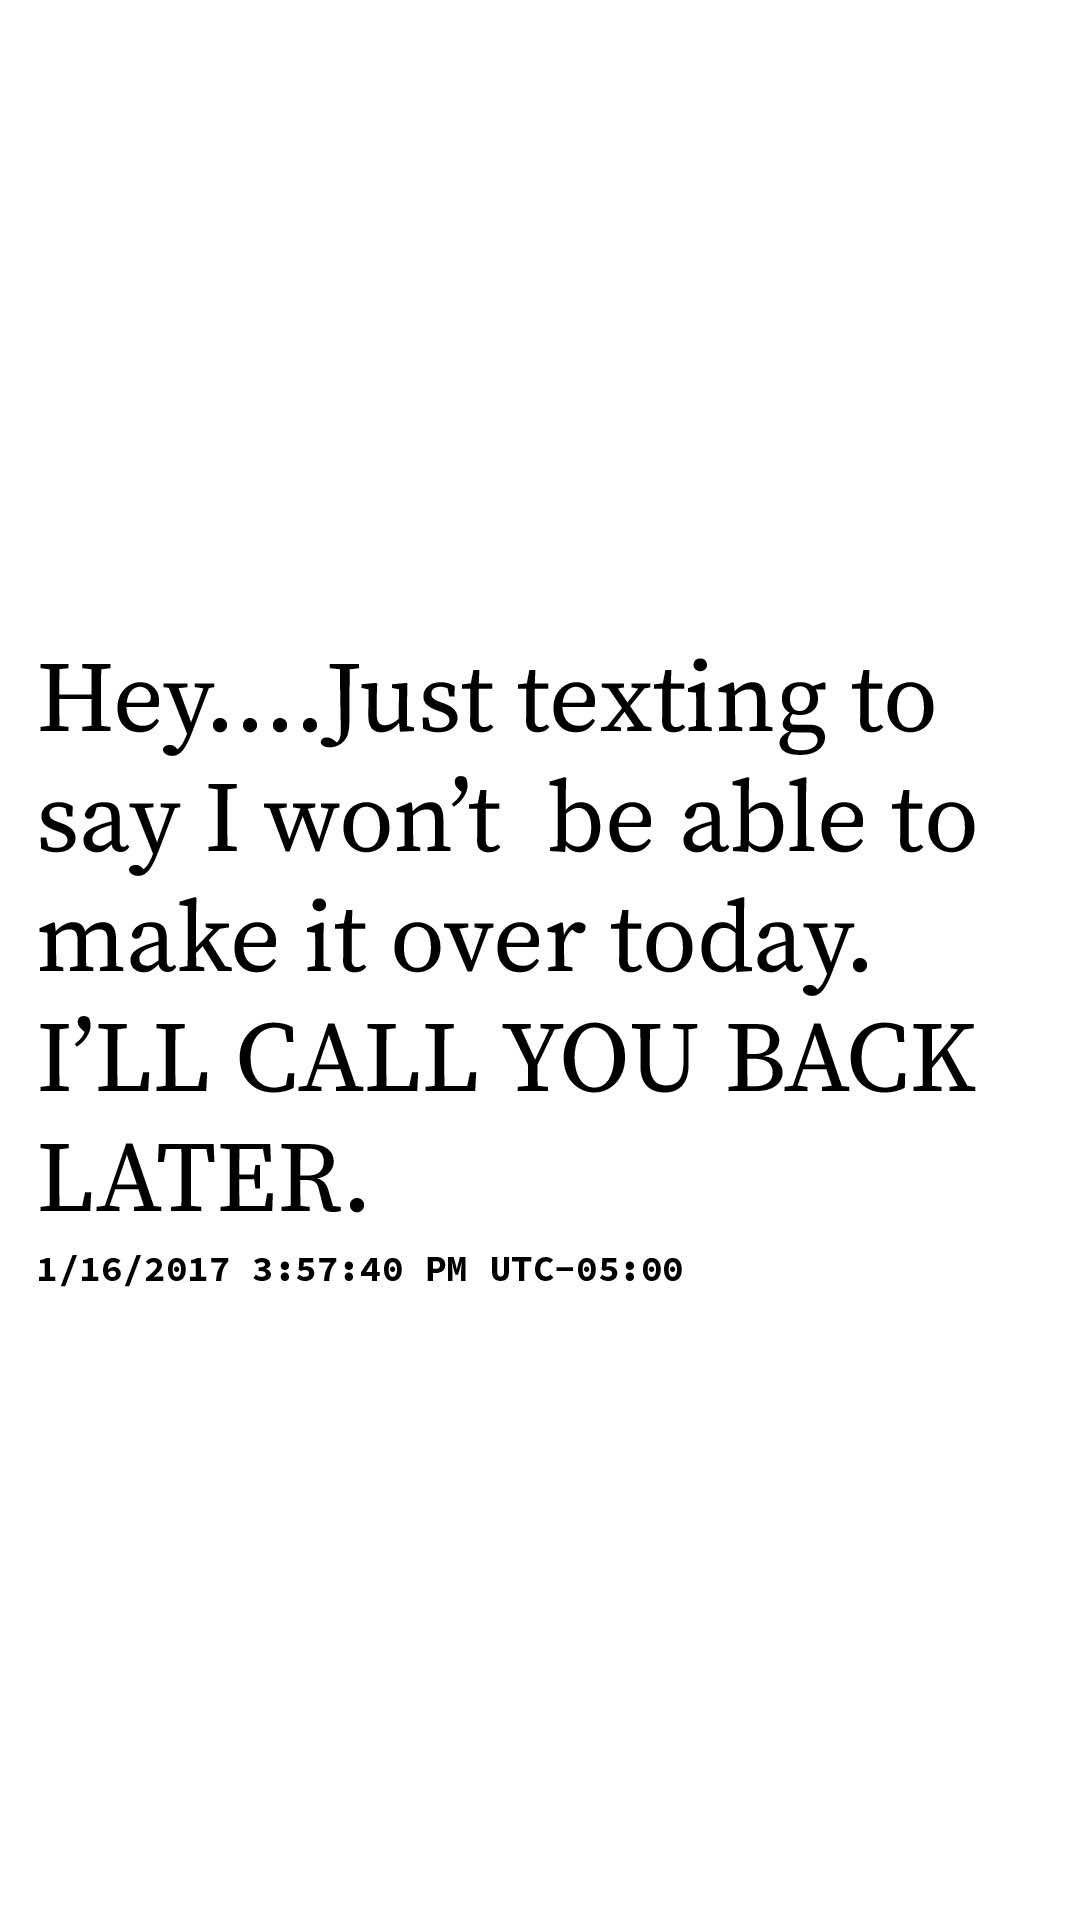 Hey....Just texting to
say I won’t  be able to
make it over today.
I’LL CALL YOU BACK
LATER.
1/16/2017 3:57:40 PM UTC−05:00